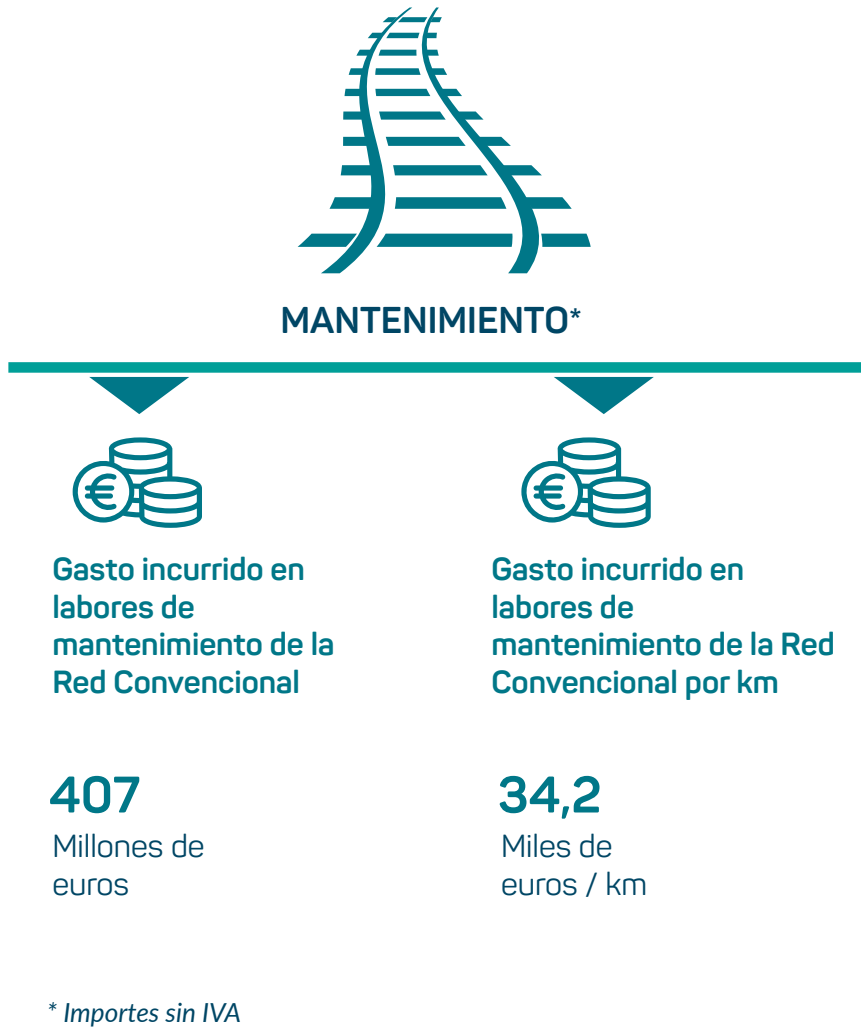 MANTENIMIENTO*
Gasto incurrido en
labores de
mantenimiento de la
Red Convencional
407
Millones de
euros
Gasto incurrido en
labores de
mantenimiento de la Red
Convencional por km
34,2
Miles de
euros / km
* Importes sin IVA